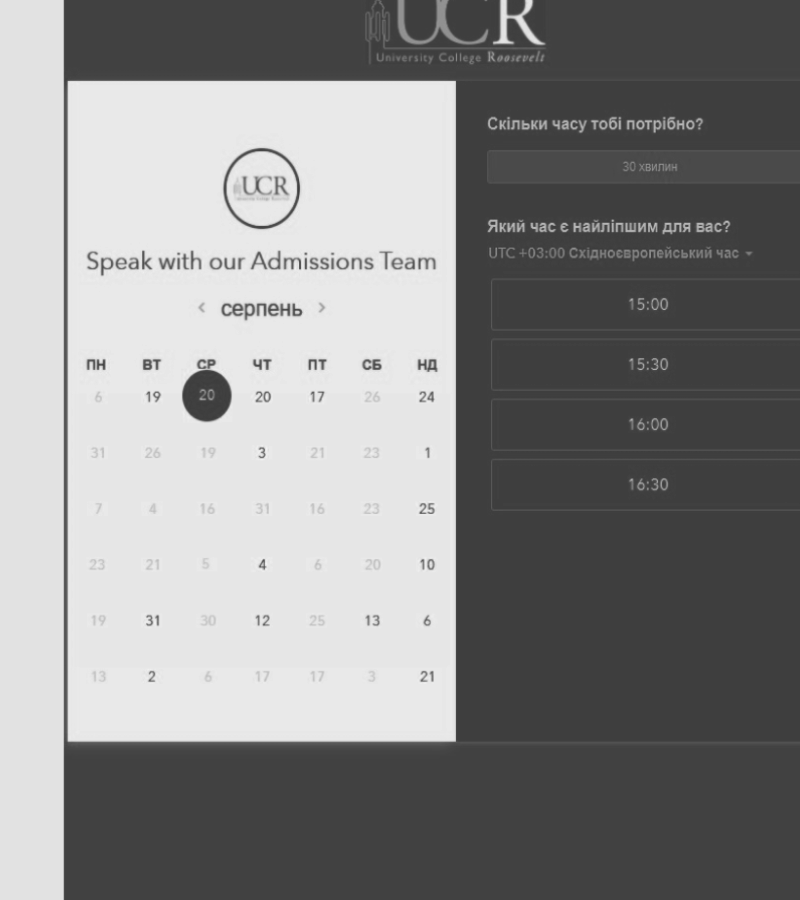 UCR
University College Roosevelt
UCR
Speak with our Admissions Team
‹ серпень ›
ПН ВТ СР ЧТ ПТ СБ НД
6 19 20 20 17 26 24
31 26 19 3 21 23 1
7 4 16 31 16 23 25
23 21 5 4 6 20 10
19 31 30 12 25 13 6
13 2 6 17 17 3 21
Скільки часу тобі потрібно?
30 хвилин
Який час є найліпшим для вас?
UTC +03:00 Східноєвропейський час
15:00
15:30
16:00
16:30